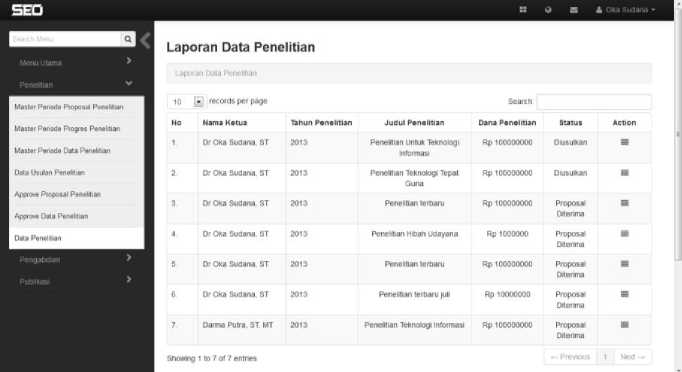 SEO
Oka Sudana
Search Menu
Menu Utama
Penelitian
Master Periode Proposal Penelitian
Master Periode Progres Penelitian
Master Periode Data Penelitian
Data Usulan Penelitian
Approve Proposal Penelitian
Approve Data Penelitian
Data Penelitian
Pengabdian
Publikasi
Laporan Data Penelitian
Laporan Data Penelitian
10 records per page Search:
No Nama Ketua Tahun Penelitian Judul Penelitian Dana Penelitian Status Action
1. Dr Oka Sudana, ST 2013 Penelitian Untuk Teknologi Rp 100000000 Diusulkan
Informasi
2. Dr Oka Sudana, ST 2013 Penelitian Teknologi Tepat Rp 100000000 Diusulkan
Guna
3. Dr Oka Sudana, ST 2013 Penelitian terbaru Rp 100000000 Proposal
Diterima
4. Dr Oka Sudana, ST 2013 Penelitian Hibah Udayana Rp 1000000 Proposal
Diterima
5. Dr Oka Sudana, ST 2013 Penelitian terbaru Rp 100000000 Proposal
Diterima
6. Dr Oka Sudana, ST 2013 Penelitian terbaru juli Rp 10000000 Proposal
Diterima
7. Darma Putra, ST. MT 2013 Penelitian Teknologi Informasi Rp 100000000 Proposal
Diterima
Showing 1 to 7 of 7 entries
← Previous 1 Next →